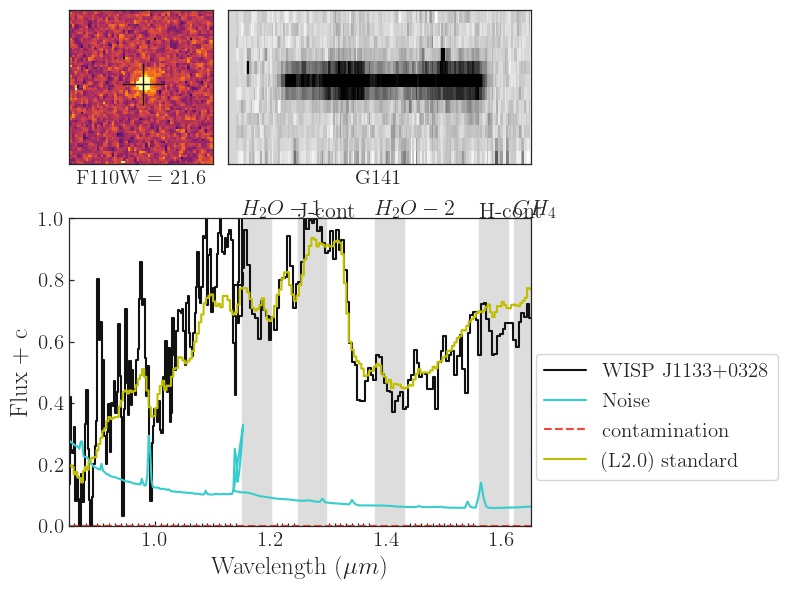 F110W = 21.6
G141
H₂O − 1
J-cont
H₂O − 2
H-cont
CH₄
1.0
0.8
0.6
0.4
0.2
0.0
Flux + c
1.0
1.2
1.4
1.6
Wavelength (μm)
WISP J1133+0328
Noise
contamination
(L2.0) standard